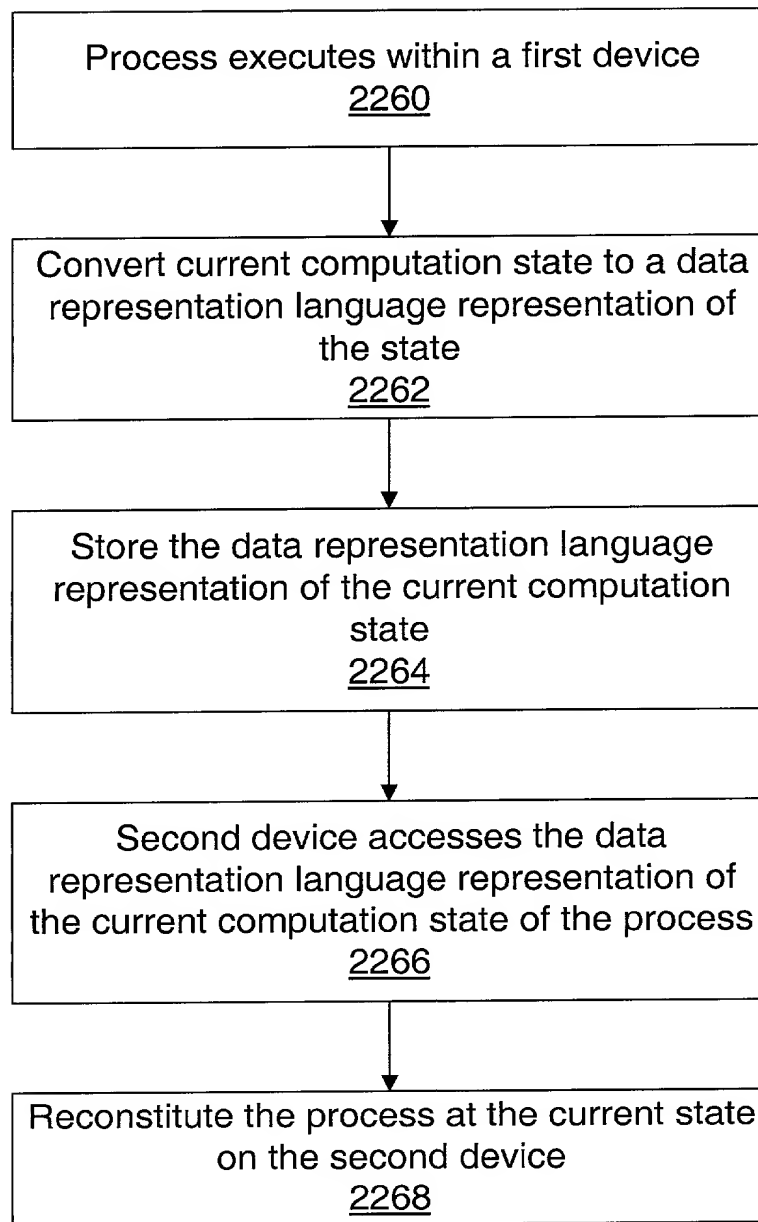 Process executes within a first device
2260
Convert current computation state to a data
representation language representation of
the state
2262
Store the data representation language
representation of the current computation
state
2264
Second device accesses the data
representation language representation of
the current computation state of the process
2266
Reconstitute the process at the current state
on the second device
2268